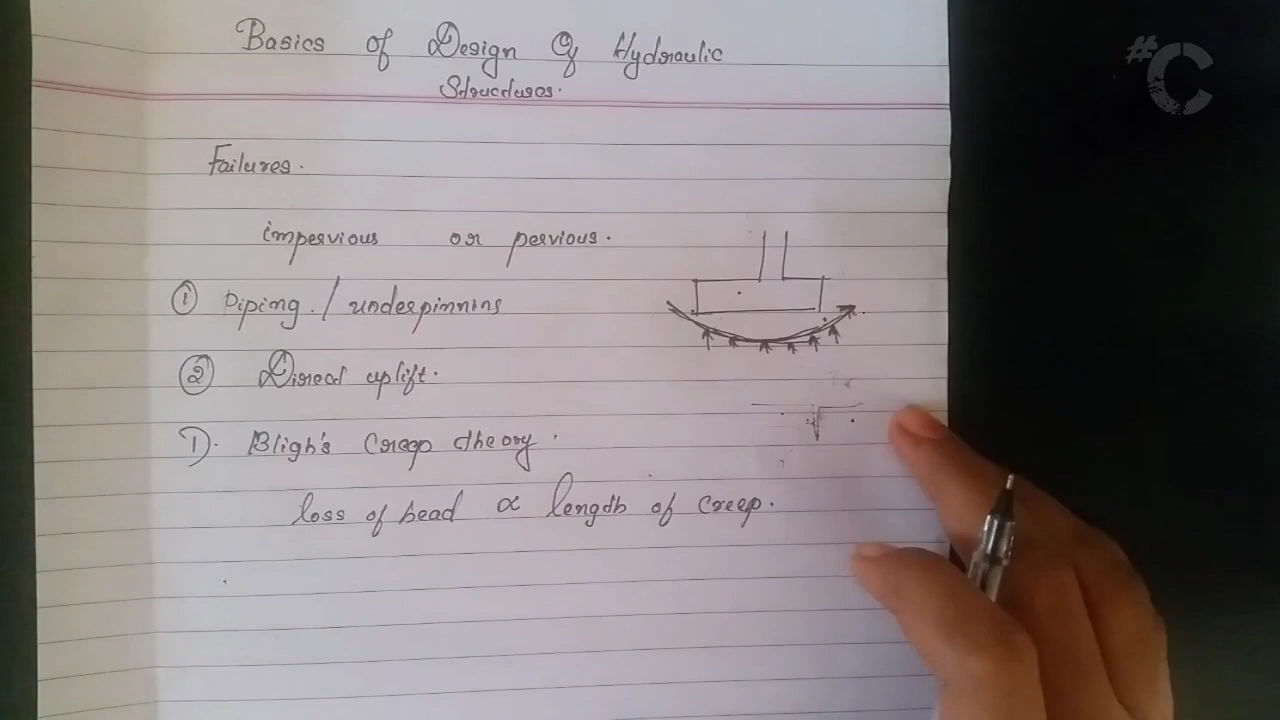 Basics of Design Of Hydraulic
Structures.
Failures.
impervious or pervious.
① Piping. / underpinnins
② Direct uplift.
1). Bligh's Creep theory.
loss of head ∝ length of creep.
#C